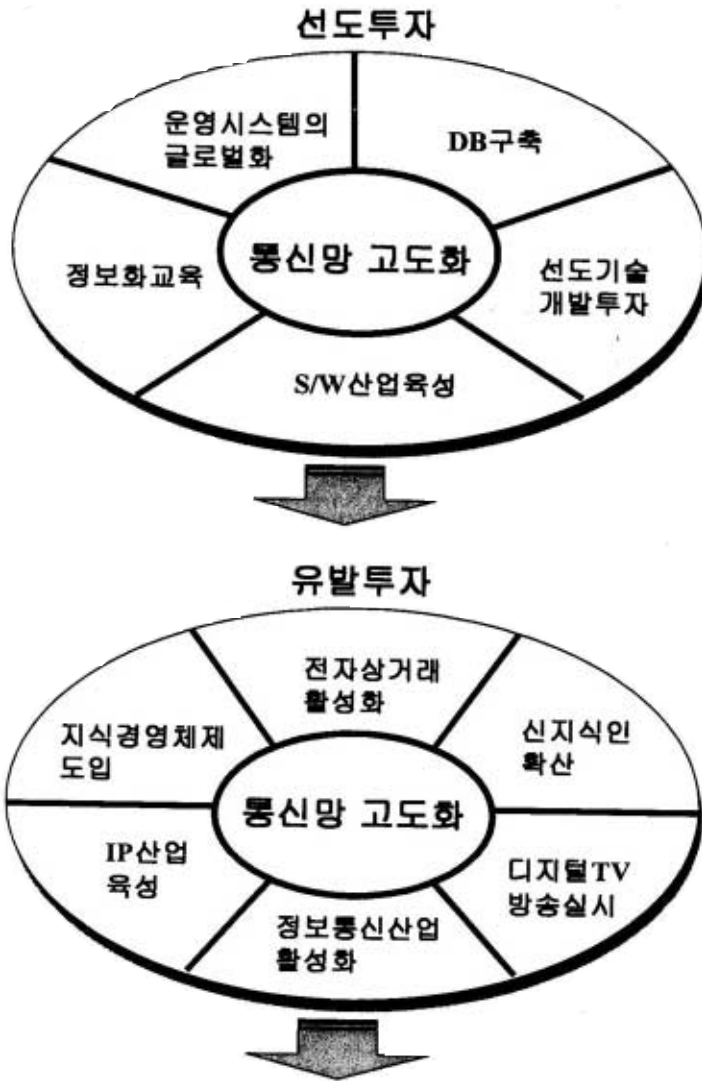 선도투자
운영시스템의
글로벌화
DB구축
통신망 고도화
정보화교육
선도기술
개발투자
S/W산업육성
유발투자
전자상거래
활성화
지식경영체제
도입
신지식인
확산
통신망 고도화
IP산업
육성
디지털TV
방송실시
정보통신산업
활성화